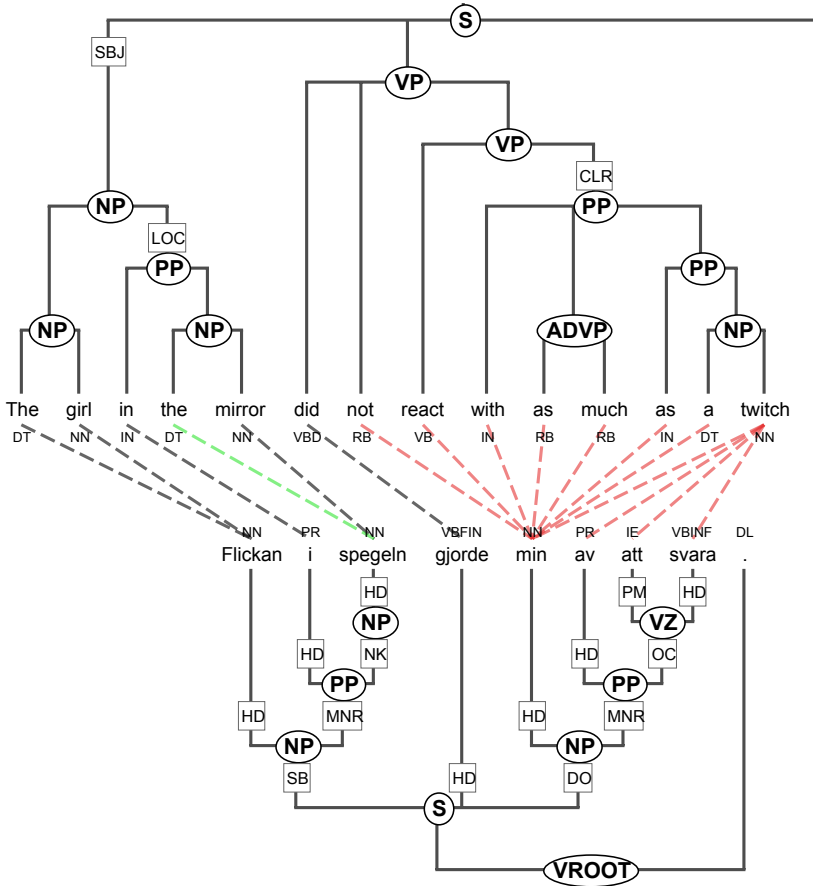 S
SBJ
VP
VP
CLR
NP PP
LOC
PP PP
NP NP ADVP NP
The girl in the mirror did not react with as much as a twitch
DT NN IN DT NN VBD RB VB IN RB RB IN DT NN
NN PR NN VBFIN NN PR IE VBINF DL
Flickan i spegeln gjorde min av att svara .
HD PM HD
NP VZ
HD NK HD OC
PP PP
HD MNR HD MNR
NP NP
SB HD DO
S
VROOT